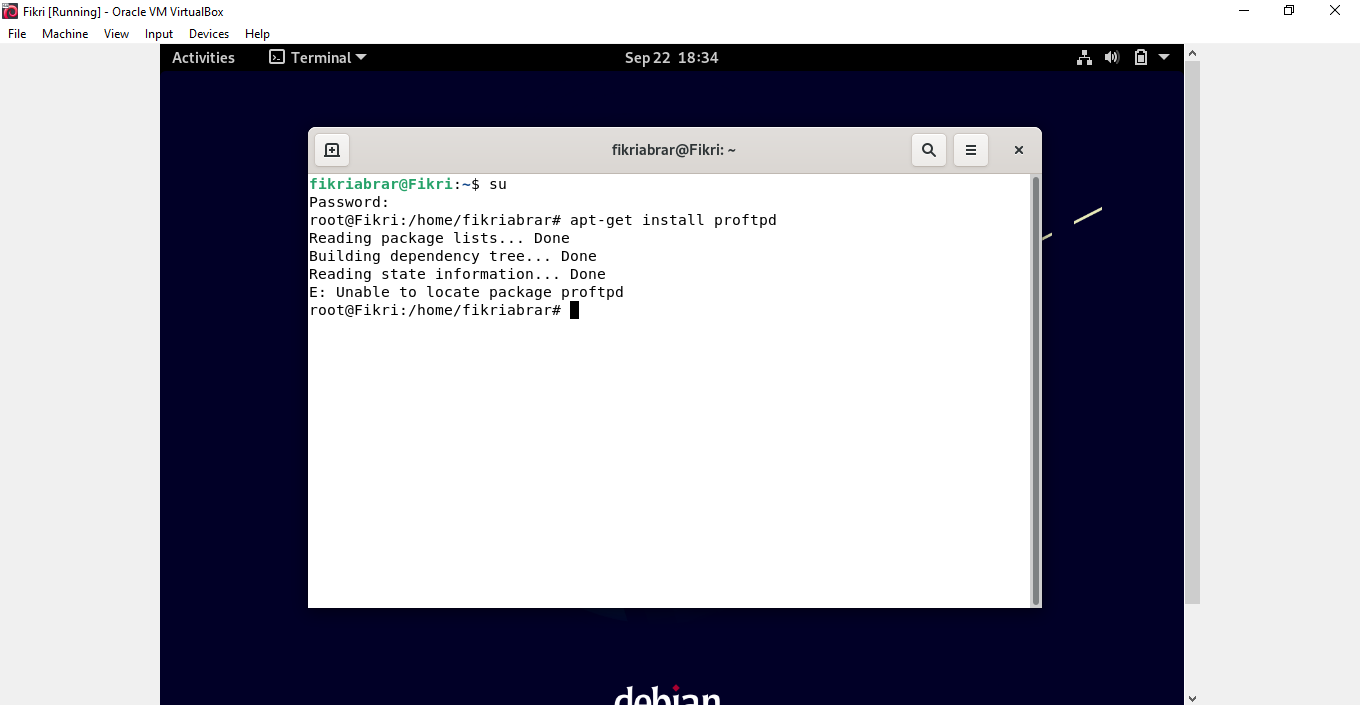 Fikri [Running] - Oracle VM VirtualBox
File Machine View Input Devices Help
Activities Terminal Sep 22 18:34
fikriabrar@Fikri: ~
fikriabrar@Fikri:~$ su
Password:
root@Fikri:/home/fikriabrar# apt-get install proftpd
Reading package lists... Done
Building dependency tree... Done
Reading state information... Done
E: Unable to locate package proftpd
root@Fikri:/home/fikriabrar#
debian